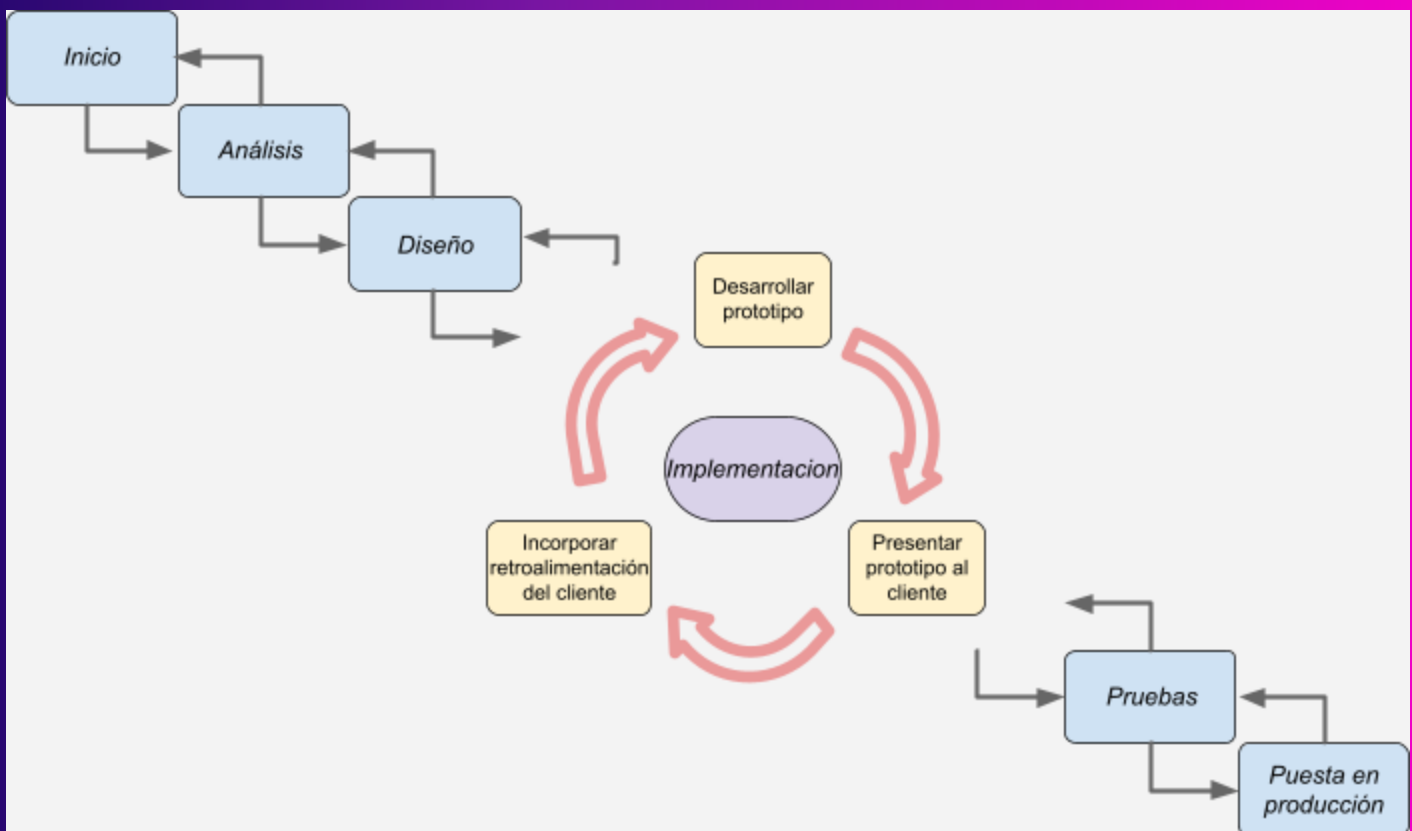 Inicio
Análisis
Diseño
Desarrollar
prototipo
Implementacion
Incorporar
retroalimentación
del cliente
Presentar
prototipo al
cliente
Pruebas
Puesta en
producción